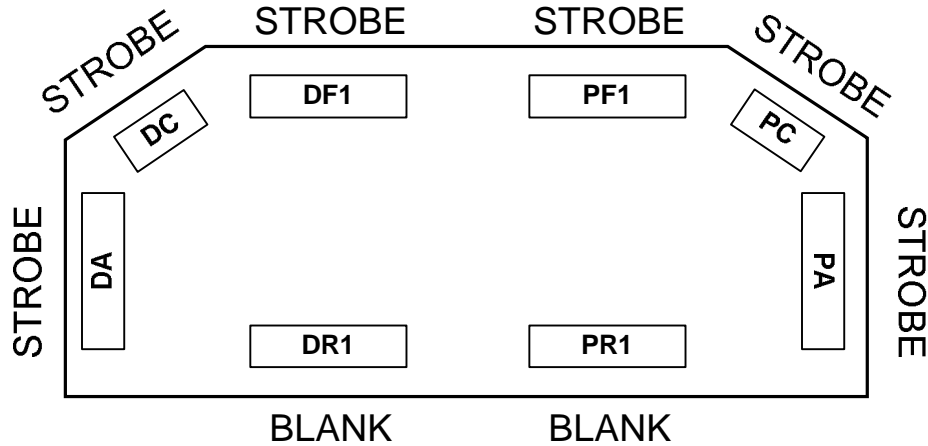 STROBE STROBE STROBE STROBE
DF1 PF1
DC PC
STROBE DA PA STROBE
DR1 PR1
BLANK BLANK